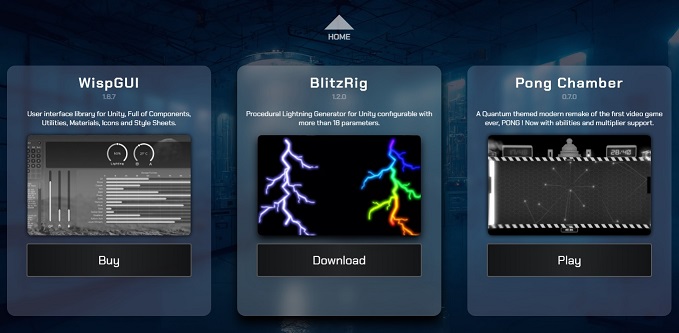 HOME
WispGUI
1.6.7
User interface library for Unity, Full of Components,
Utilities, Materials, Icons and Style Sheets.
Buy
BlitzRig
1.2.0
Procedural Lightning Generator for Unity configurable with
more than 18 parameters.
Download
Pong Chamber
0.7.0
A Quantum themed modern remake of the first video game
ever, PONG ! Now with abilities and multiplier support.
28/40
Play